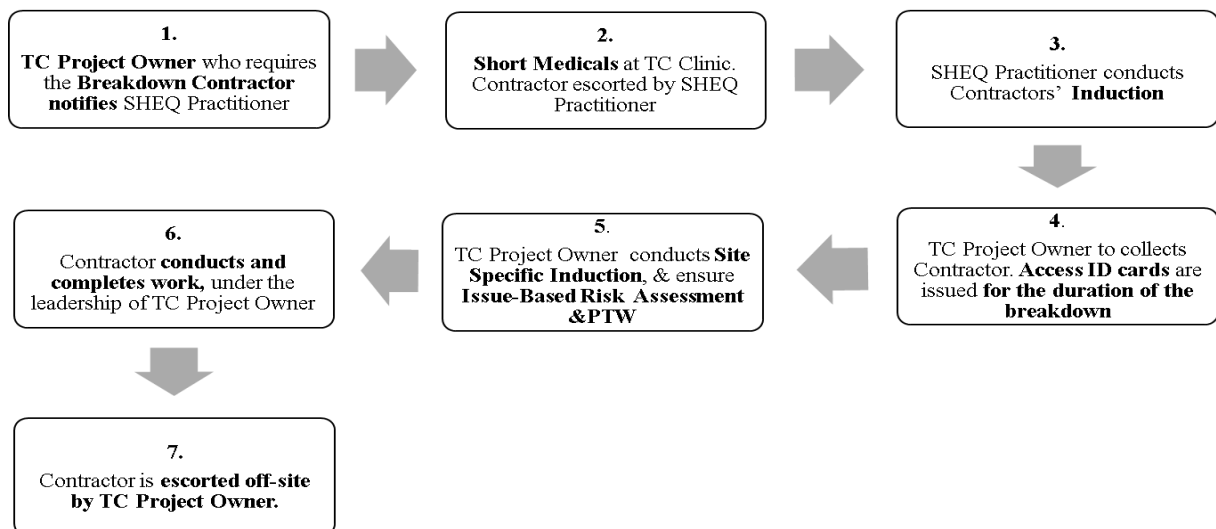 1.
TC Project Owner who requires
the Breakdown Contractor
notifies SHEQ Practitioner
2.
Short Medicals at TC Clinic.
Contractor escorted by SHEQ
Practitioner
3.
SHEQ Practitioner conducts
Contractors’ Induction
4.
TC Project Owner to collects
Contractor. Access ID cards are
issued for the duration of the
breakdown
5.
TC Project Owner conducts Site
Specific Induction, & ensure
Issue-Based Risk Assessment
&PTW
6.
Contractor conducts and
completes work, under the
leadership of TC Project Owner
7.
Contractor is escorted off-site
by TC Project Owner.